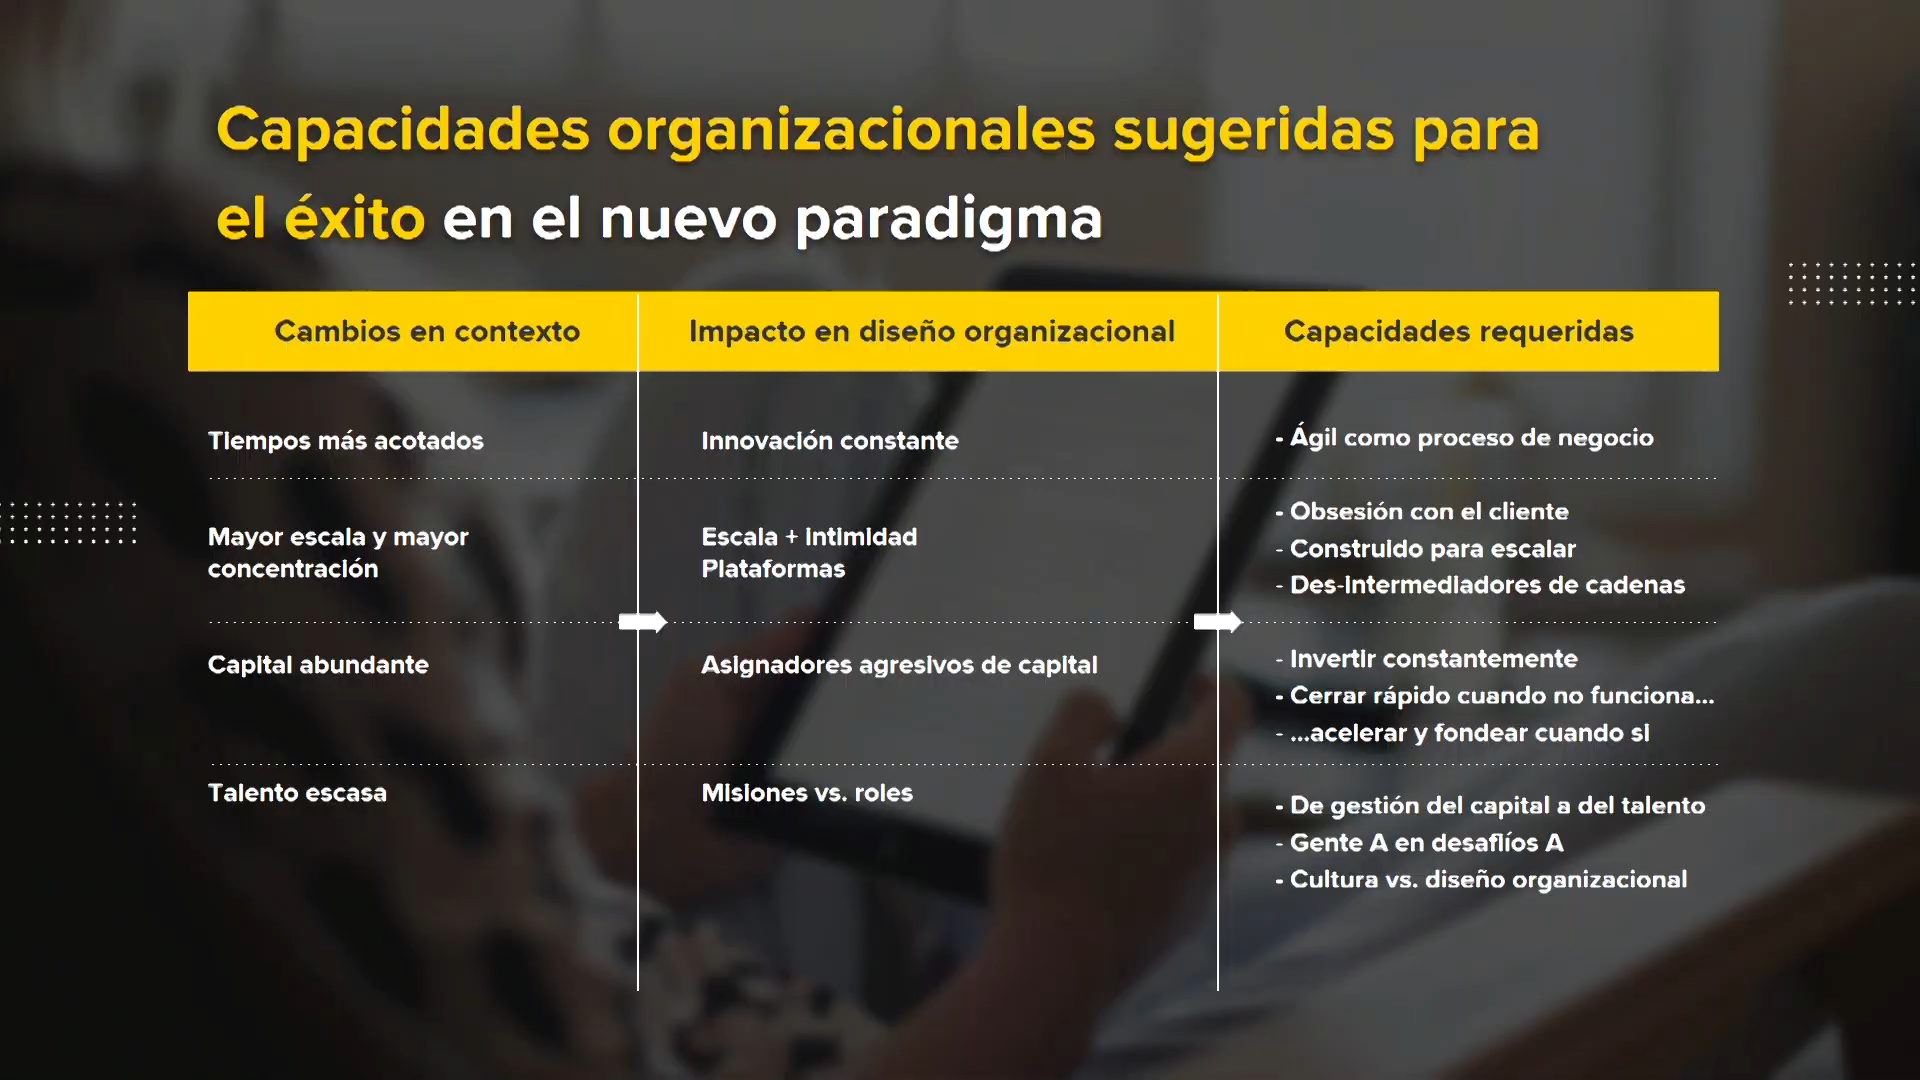 Capacidades organizacionales sugeridas para
el éxito en el nuevo paradigma
Cambios en contexto
Impacto en diseño organizacional
Capacidades requeridas
Tiempos más acotados
Innovación constante
- Ágil como proceso de negocio
Mayor escala y mayor
concentración
Escala + intimidad
Plataformas
- Obsesión con el cliente
- Construido para escalar
- Des-intermediadores de cadenas
Capital abundante
Asignadores agresivos de capital
- Invertir constantemente
- Cerrar rápido cuando no funciona...
- ...acelerar y fondear cuando si
Talento escasa
Misiones vs. roles
- De gestión del capital a del talento
- Gente A en desafiíos A
- Cultura vs. diseño organizacional